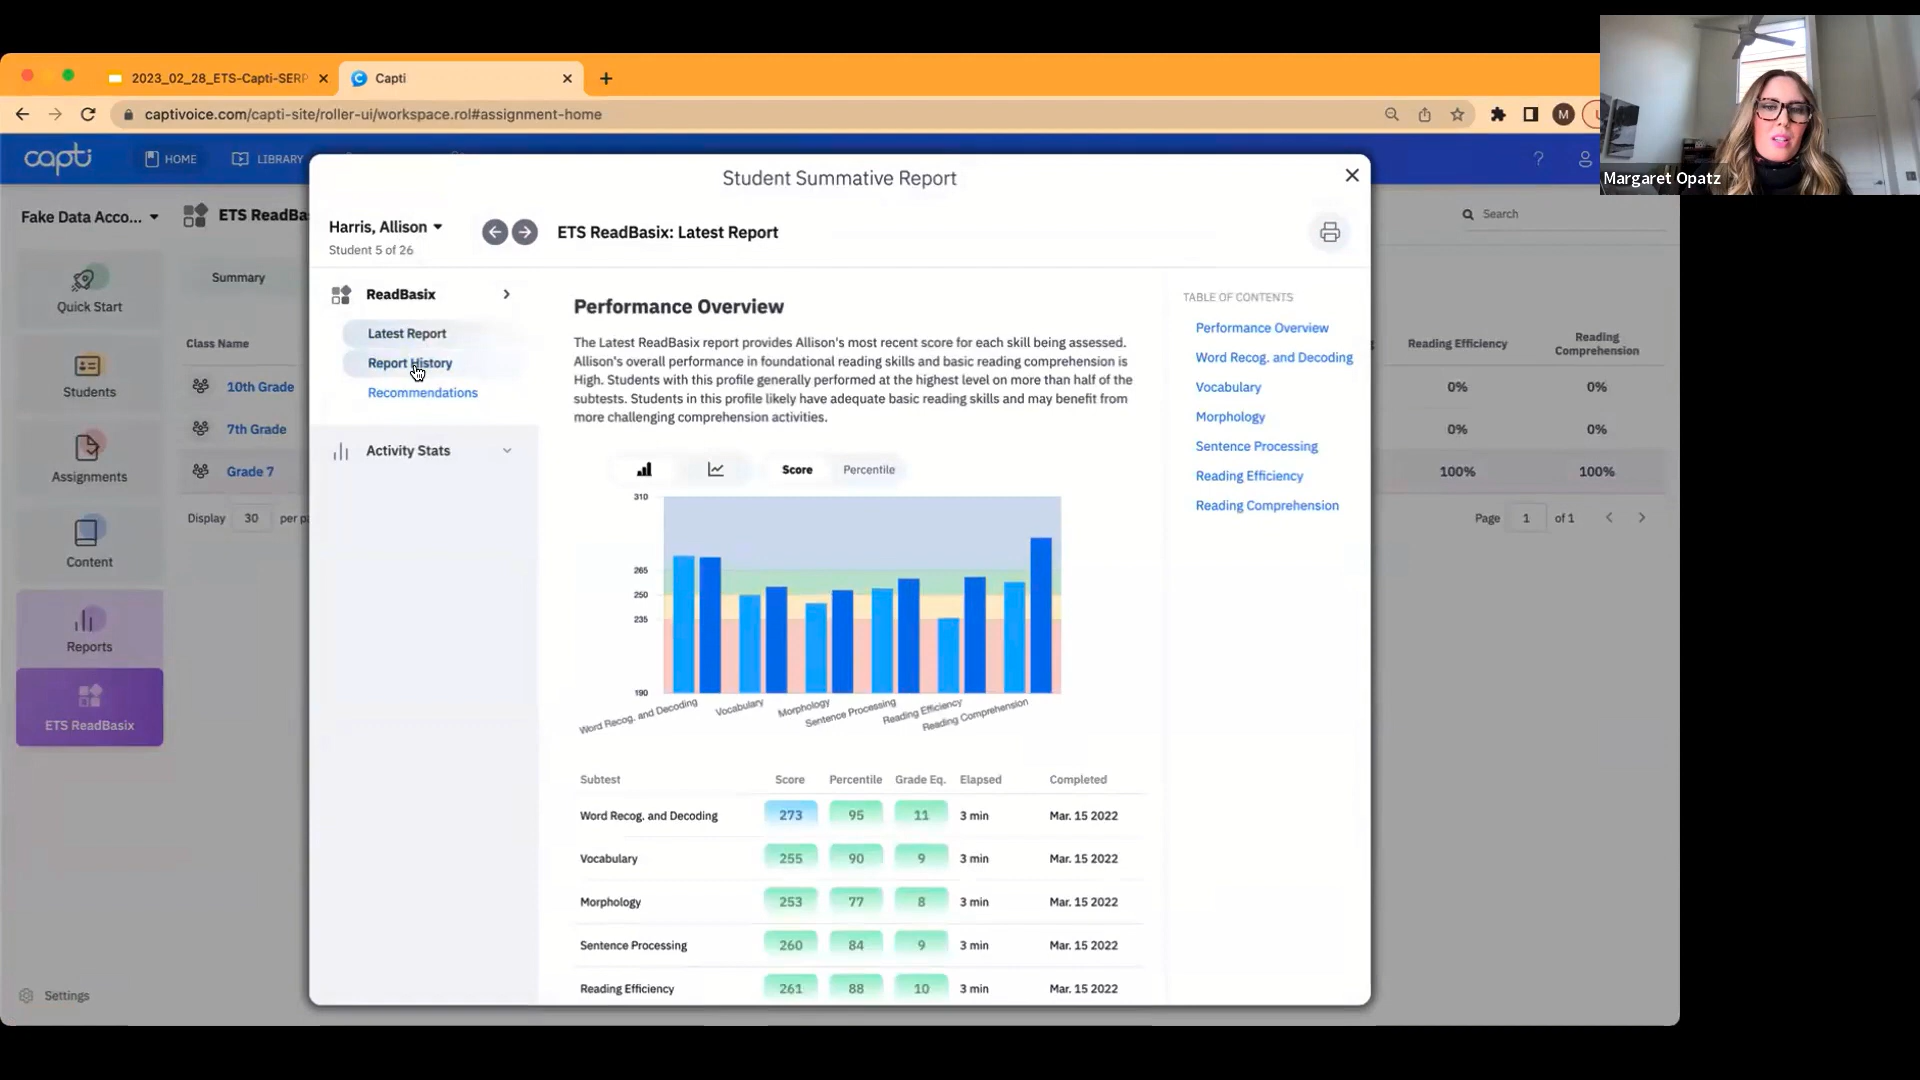 2023_02_28_ETS-Capti-SERP
Capti
captivoice.com/capti-site/roller-ui/workspace.rol#assignment-home
M
Margaret Opatz
capti
HOME
LIBRARY
?
Fake Data Acco...
ETS ReadBa
Search
Quick Start
Students
Assignments
Content
Reports
ETS ReadBasix
Settings
Summary
Class Name
10th Grade
7th Grade
Grade 7
Display 30 per pa
Reading Efficiency
Reading Comprehension
0% 0%
0% 0%
100% 100%
Page 1 of 1
Student Summative Report
Harris, Allison
Student 5 of 26
ETS ReadBasix: Latest Report
ReadBasix
Latest Report
Report History
Recommendations
Activity Stats
Performance Overview
The Latest ReadBasix report provides Allison's most recent score for each skill being assessed.
Allison's overall performance in foundational reading skills and basic reading comprehension is
High. Students with this profile generally performed at the highest level on more than half of the
subtests. Students in this profile likely have adequate basic reading skills and may benefit from
more challenging comprehension activities.
Score Percentile
310
265
250
235
190
Word Recog. and Decoding
Vocabulary
Morphology
Sentence Processing
Reading Efficiency
Reading Comprehension
Subtest Score Percentile Grade Eq. Elapsed Completed
Word Recog. and Decoding 273 95 11 3 min Mar. 15 2022
Vocabulary 255 90 9 3 min Mar. 15 2022
Morphology 253 77 8 3 min Mar. 15 2022
Sentence Processing 260 84 9 3 min Mar. 15 2022
Reading Efficiency 261 88 10 3 min Mar. 15 2022
TABLE OF CONTENTS
Performance Overview
Word Recog. and Decoding
Vocabulary
Morphology
Sentence Processing
Reading Efficiency
Reading Comprehension